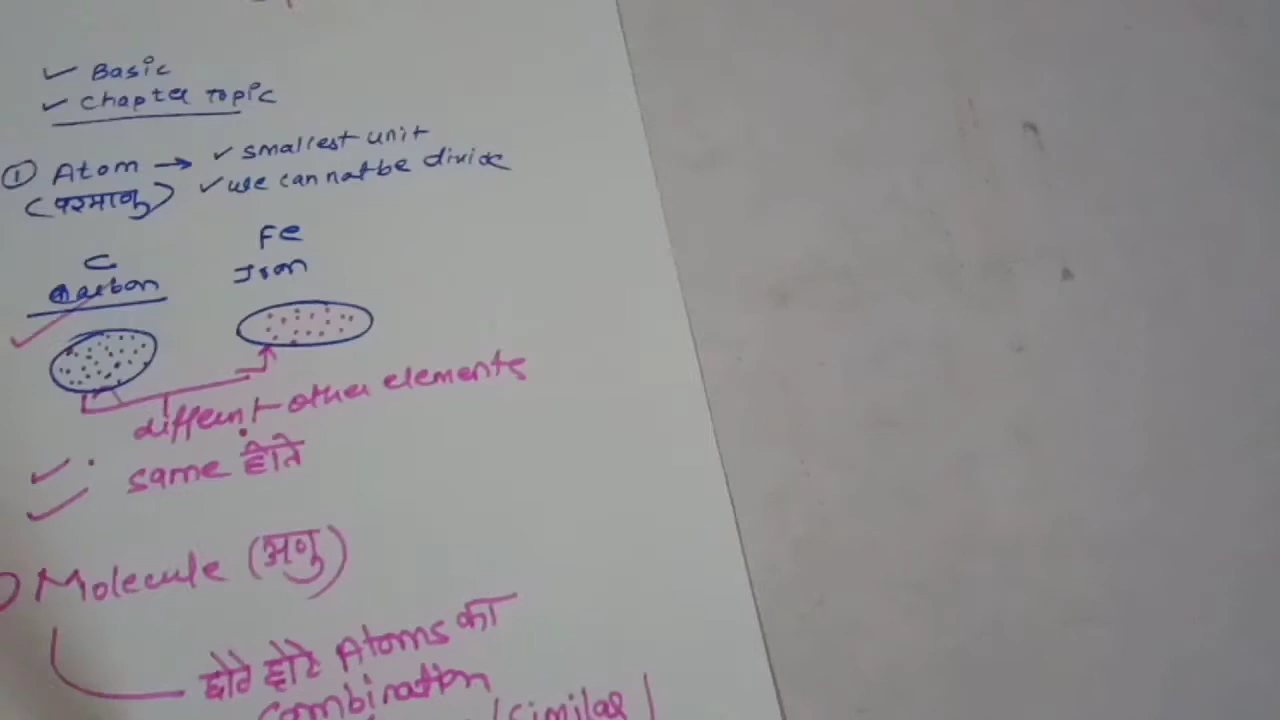 Basic
Chapter Topic
① Atom → smallest unit
(परमाणु) we can not be divide
C Fe
Carbon Iron
differnt other elements
same होते
Molecule (अणु)
छोटे छोटे Atoms का
combination
(similar)